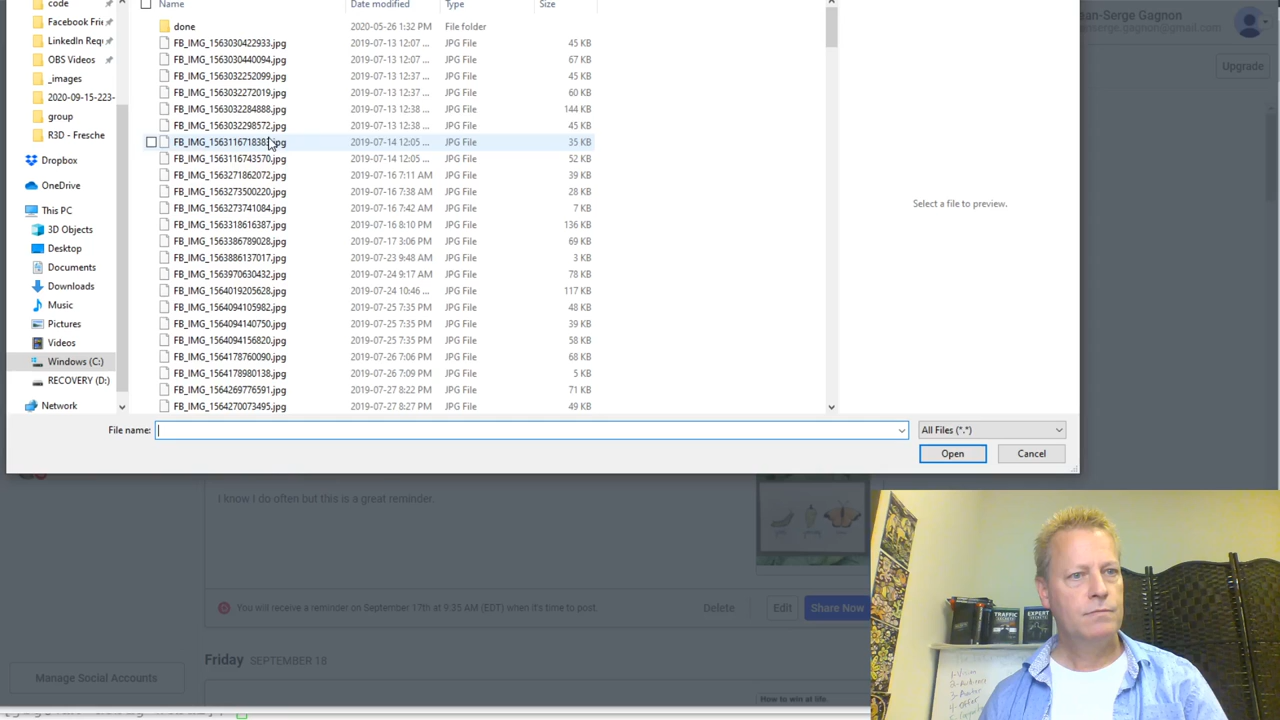 code
Facebook Frie
LinkedIn Requ
OBS Videos
_images
2020-09-15-223-
group
R3D - Fresche
Dropbox
OneDrive
This PC
3D Objects
Desktop
Documents
Downloads
Music
Pictures
Videos
Windows (C:)
RECOVERY (D:)
Network
Name Date modified Type Size
done 2020-05-26 1:32 PM File folder
FB_IMG_1563030422933.jpg 2019-07-13 12:07 ... JPG File 45 KB
FB_IMG_1563030440094.jpg 2019-07-13 12:07 ... JPG File 67 KB
FB_IMG_1563032252099.jpg 2019-07-13 12:37 ... JPG File 45 KB
FB_IMG_1563032272019.jpg 2019-07-13 12:37 ... JPG File 60 KB
FB_IMG_1563032284888.jpg 2019-07-13 12:38 ... JPG File 144 KB
FB_IMG_1563032298572.jpg 2019-07-13 12:38 ... JPG File 45 KB
2019-07-14 12:05 ... JPG File 35 KB
FB_IMG_1563116743570.jpg 2019-07-14 12:05 ... JPG File 52 KB
FB_IMG_1563271862072.jpg 2019-07-16 7:11 AM JPG File 39 KB
FB_IMG_1563273500220.jpg 2019-07-16 7:38 AM JPG File 28 KB
FB_IMG_1563273741084.jpg 2019-07-16 7:42 AM JPG File 7 KB
FB_IMG_1563318616387.jpg 2019-07-16 8:10 PM JPG File 136 KB
FB_IMG_1563386789028.jpg 2019-07-17 3:06 PM JPG File 69 KB
FB_IMG_1563886137017.jpg 2019-07-23 9:48 AM JPG File 3 KB
FB_IMG_1563970630432.jpg 2019-07-24 9:17 AM JPG File 78 KB
FB_IMG_1564019205628.jpg 2019-07-24 10:46 ... JPG File 117 KB
FB_IMG_1564094105982.jpg 2019-07-25 7:35 PM JPG File 48 KB
FB_IMG_1564094140750.jpg 2019-07-25 7:35 PM JPG File 39 KB
FB_IMG_1564094156820.jpg 2019-07-25 7:35 PM JPG File 58 KB
FB_IMG_1564178760090.jpg 2019-07-26 7:06 PM JPG File 68 KB
FB_IMG_1564178980138.jpg 2019-07-26 7:09 PM JPG File 5 KB
FB_IMG_1564269776591.jpg 2019-07-27 8:22 PM JPG File 71 KB
FB_IMG_1564270073495.jpg 2019-07-27 8:27 PM JPG File 49 KB
Select a file to preview.
File name: All Files (*.*)
Open Cancel
ean-Serge Gagnon
anserge.gagnon@gmail.com
Upgrade
I know I do often but this is a great reminder.
You will receive a reminder on September 17th at 9:35 AM (EDT) when it's time to post. Delete Edit Share Now
Friday SEPTEMBER 18
Manage Social Accounts
How to win at life.
TRAFFIC
SECRETS
EXPERT
SECRETS